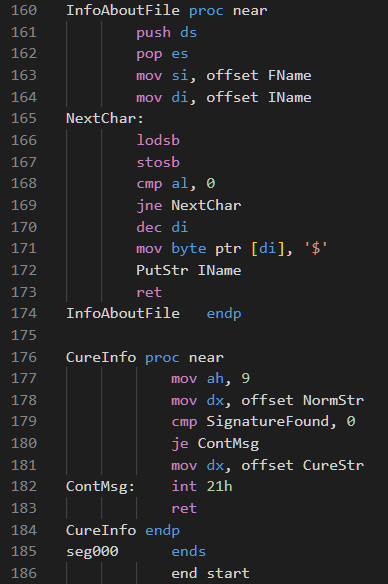 160 InfoAboutFile proc near
161 push ds
162 pop es
163 mov si, offset FName
164 mov di, offset IName
165 NextChar:
166 lodsb
167 stosb
168 cmp al, 0
169 jne NextChar
170 dec di
171 mov byte ptr [di], '$'
172 PutStr IName
173 ret
174 InfoAboutFile endp
175
176 CureInfo proc near
177 mov ah, 9
178 mov dx, offset NormStr
179 cmp SignatureFound, 0
180 je ContMsg
181 mov dx, offset CureStr
182 ContMsg: int 21h
183 ret
184 CureInfo endp
185 seg000 ends
186 end start